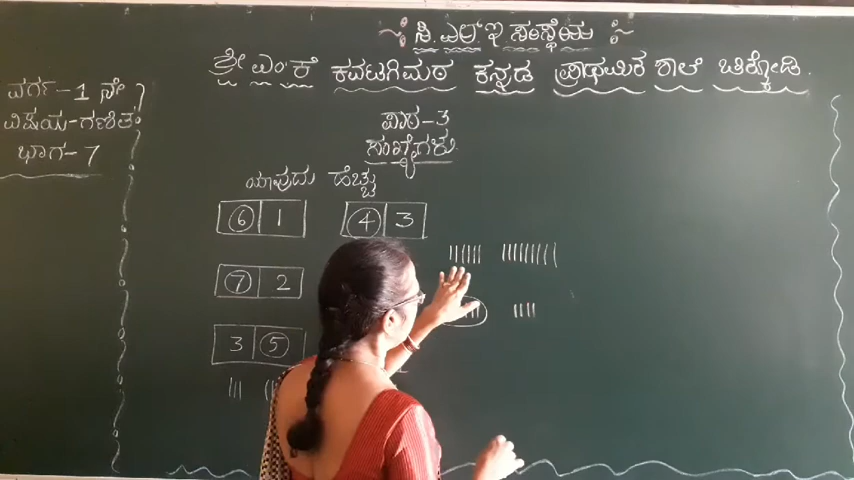 ಸಿ.ಎಲ್.ಇ ಸಂಸ್ಥೆಯ
ಶ್ರೀ ಎಂ.ಕೆ ಕವಟಗಿಮಠ ಕನ್ನಡ ಪ್ರಾಥಮಿಕ ಶಾಲೆ ಚಿಕ್ಕೋಡಿ.
ವರ್ಗ-1 ನೇ
ವಿಷಯ-ಗಣಿತ
ಭಾಗ-7
ಪಾಠ-3
ಸಂಖ್ಯೆಗಳು
ಯಾವುದು ಹೆಚ್ಚು
6 1 4 3
7 2
3 5